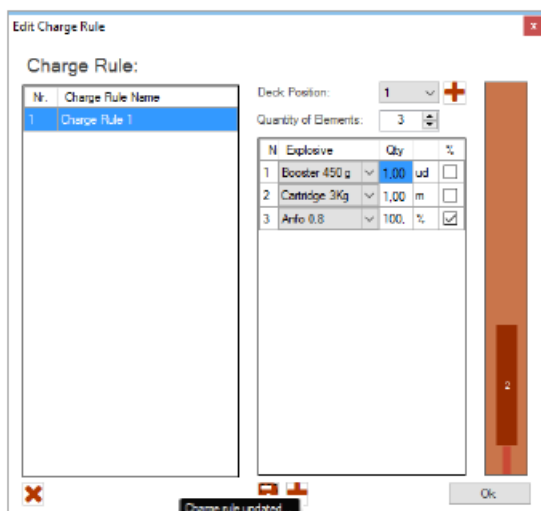 Edit Charge Rule
x
Charge Rule:
Nr. Charge Rule Name
1 Charge Rule 1
Deck Position: 1
Quantity of Elements: 3
N Explosive Qty %
1 Booster 450 g 1,00 ud
2 Cartridge 3Kg 1,00 m
3 Anfo 0.8 100. %
2
Ok
Charge rule updated